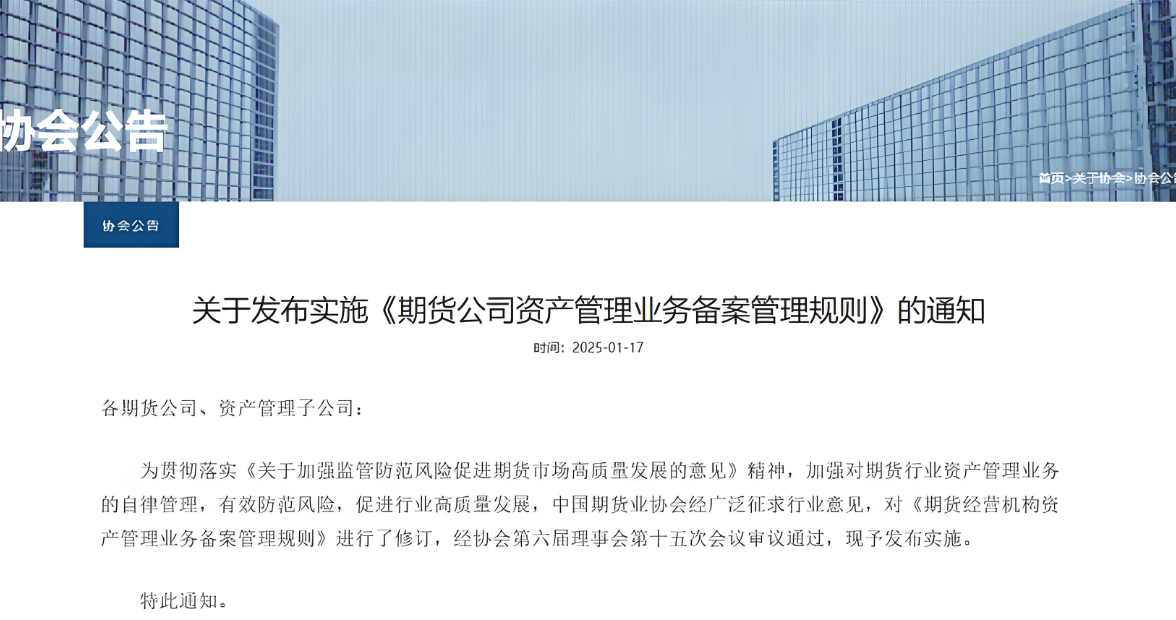 协会公告
首页>关于协会>协会公
协会公告
关于发布实施《期货公司资产管理业务备案管理规则》的通知
时间：2025-01-17
各期货公司、资产管理子公司：
为贯彻落实《关于加强监管防范风险促进期货市场高质量发展的意见》精神，加强对期货行业资产管理业务
的自律管理，有效防范风险，促进行业高质量发展，中国期货业协会经广泛征求行业意见，对《期货经营机构资
产管理业务备案管理规则》进行了修订，经协会第六届理事会第十五次会议审议通过，现予发布实施。
特此通知。